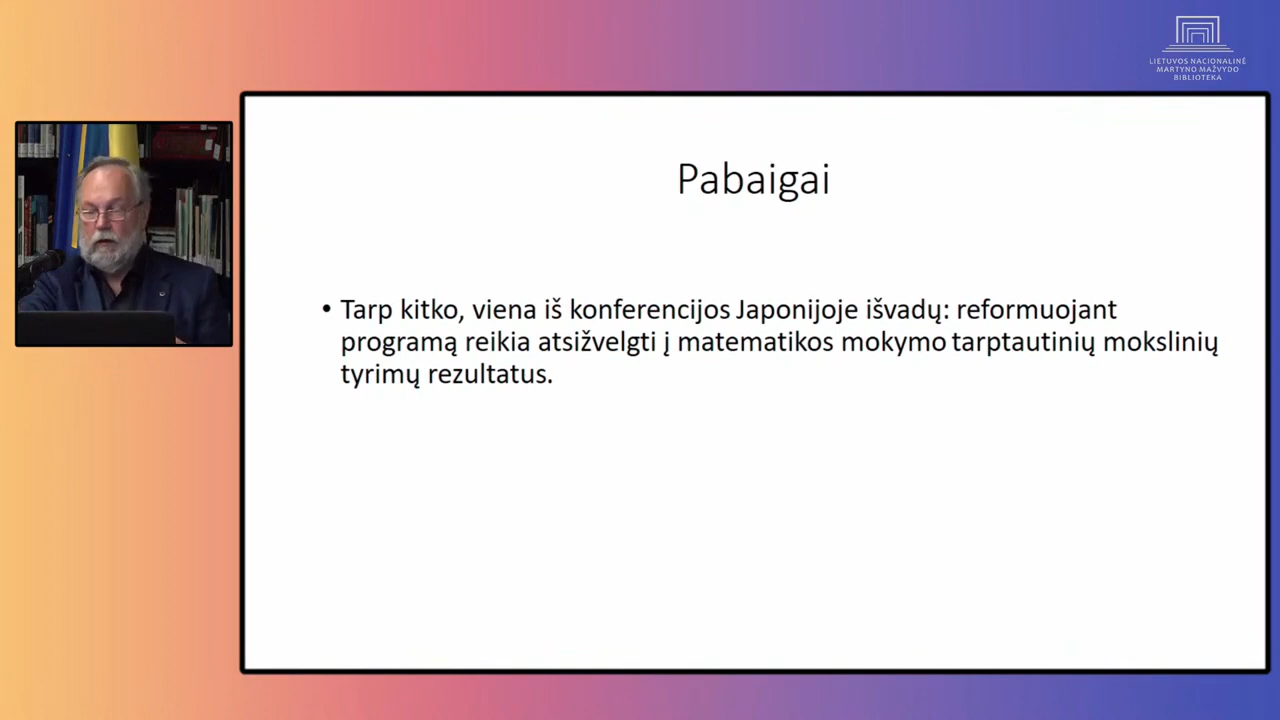 LIETUVOS NACIONALINĖ
MARTYNO MAŽVYDO
BIBLIOTEKA
Pabaigai
• Tarp kitko, viena iš konferencijos Japonijoje išvadų: reformuojant
programą reikia atsižvelgti į matematikos mokymo tarptautinių mokslinių
tyrimų rezultatus.